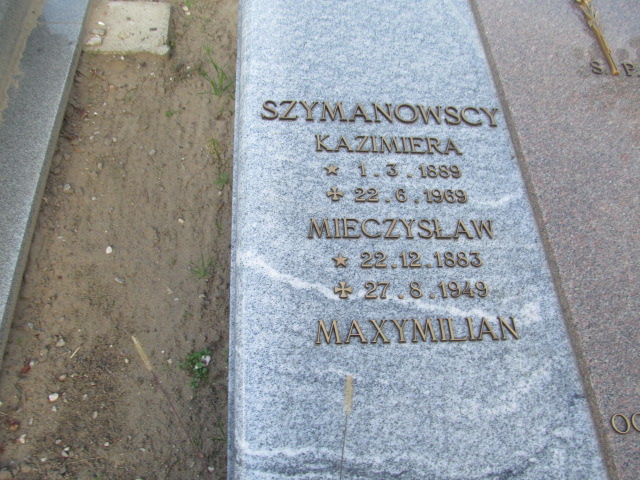 SZYMANOWSCY
KAZIMIERA
★ 1.3.1889
✠ 22.6.1969
MIECZYSŁAW
★ 22.12.1883
✠ 27.8.1949
MAXYMILIAN
S.P.